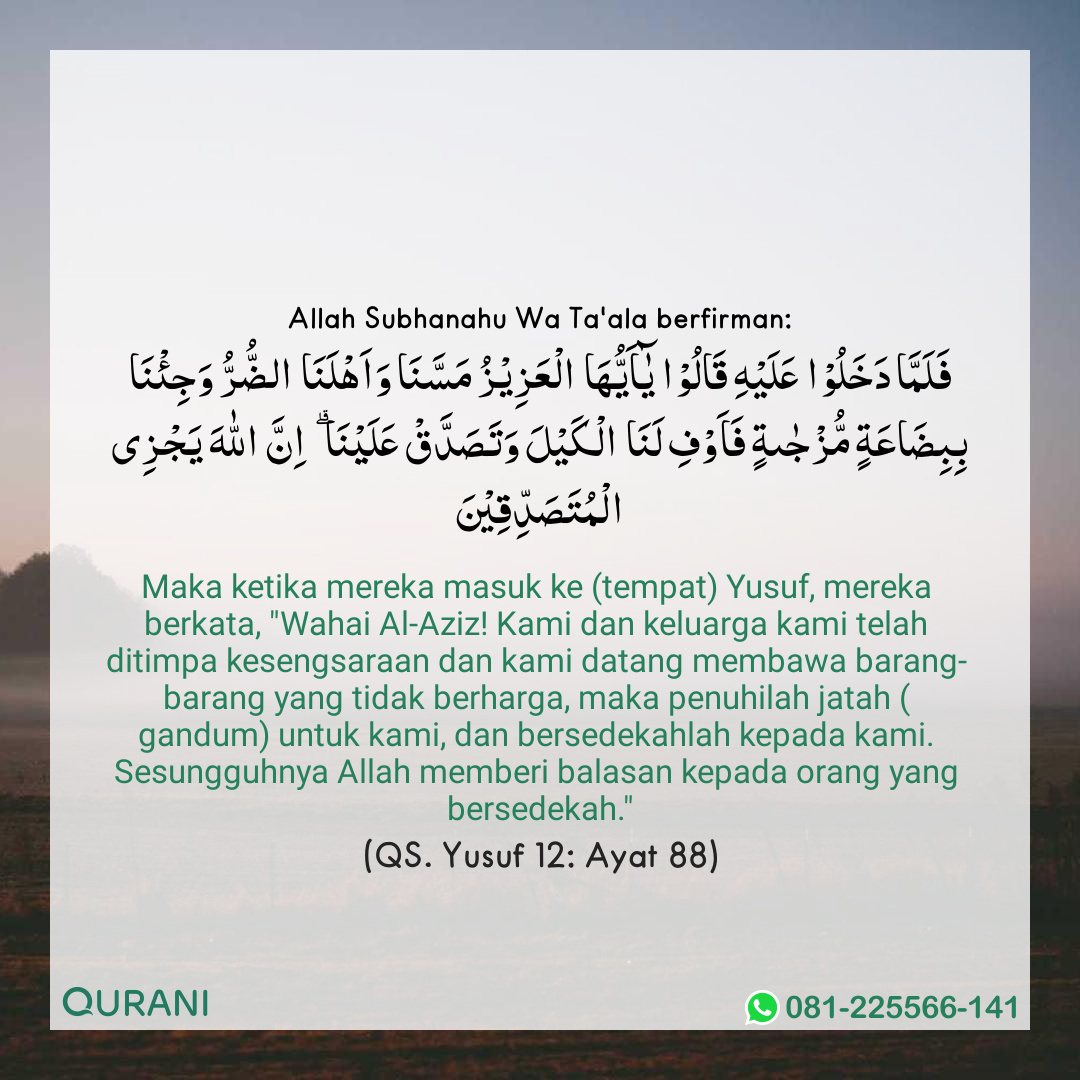 Allah Subhanahu Wa Ta'ala berfirman:
فَلَمَّا دَخَلُوْا عَلَيْهِ قَالُوْا يٰۤاَيُّهَا الْعَزِيْزُ مَسَّنَا وَاَهْلَنَا الضُّرُّ وَجِئْنَا
بِبِضَاعَةٍ مُّزْجٰٮةٍ فَاَوْفِ لَنَا الْكَيْلَ وَتَصَدَّقْ عَلَيْنَا ۗ اِنَّ اللّٰهَ يَجْزِى
الْمُتَصَدِّقِيْنَ
Maka ketika mereka masuk ke (tempat) Yusuf, mereka
berkata, "Wahai Al-Aziz! Kami dan keluarga kami telah
ditimpa kesengsaraan dan kami datang membawa barang-
barang yang tidak berharga, maka penuhilah jatah (
gandum) untuk kami, dan bersedekahlah kepada kami.
Sesungguhnya Allah memberi balasan kepada orang yang
bersedekah."
(QS. Yusuf 12: Ayat 88)
QURANI
081-225566-141